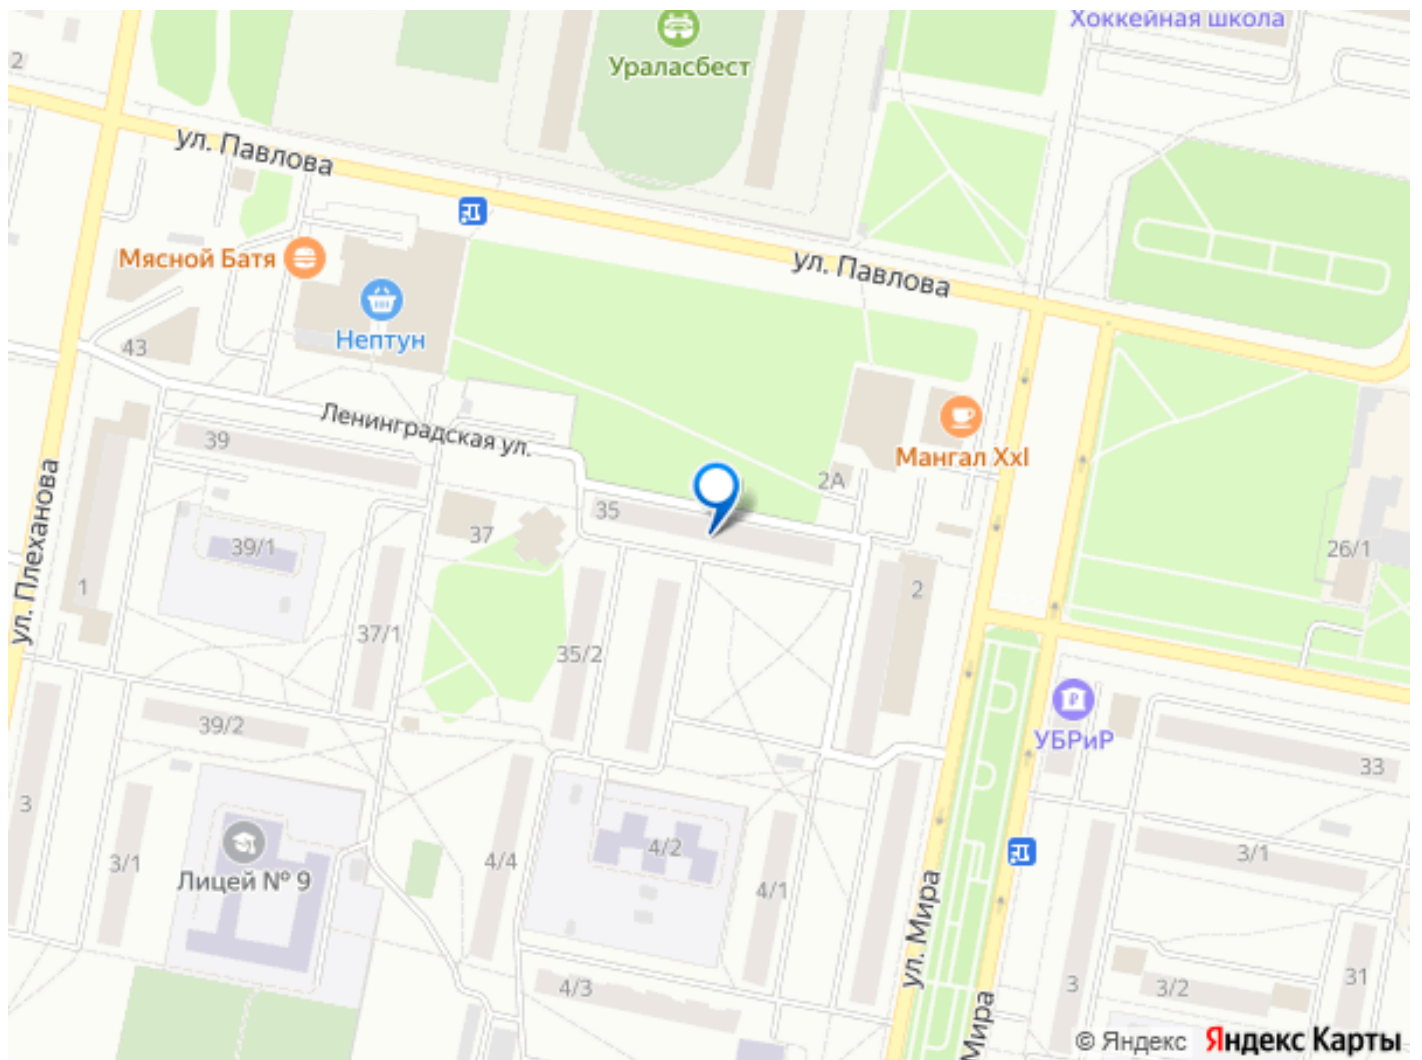 Хоккейная школа
Ураласбест
2
ул. Павлова
Мясной Батя
ул. Павлова
Нептун
43
Ленинградская ул.
39
Мангал Xxl
2А
35
37
39/1
26/1
ул. Плеханова
1
2
37/1
35/2
39/2
УБРиР
33
3
4/2
3/1
3/1
4/4
Лицей № 9
4/1
ул. Мира
4/3
3
3/2
31
Мира
© Яндекс Яндекс Карты